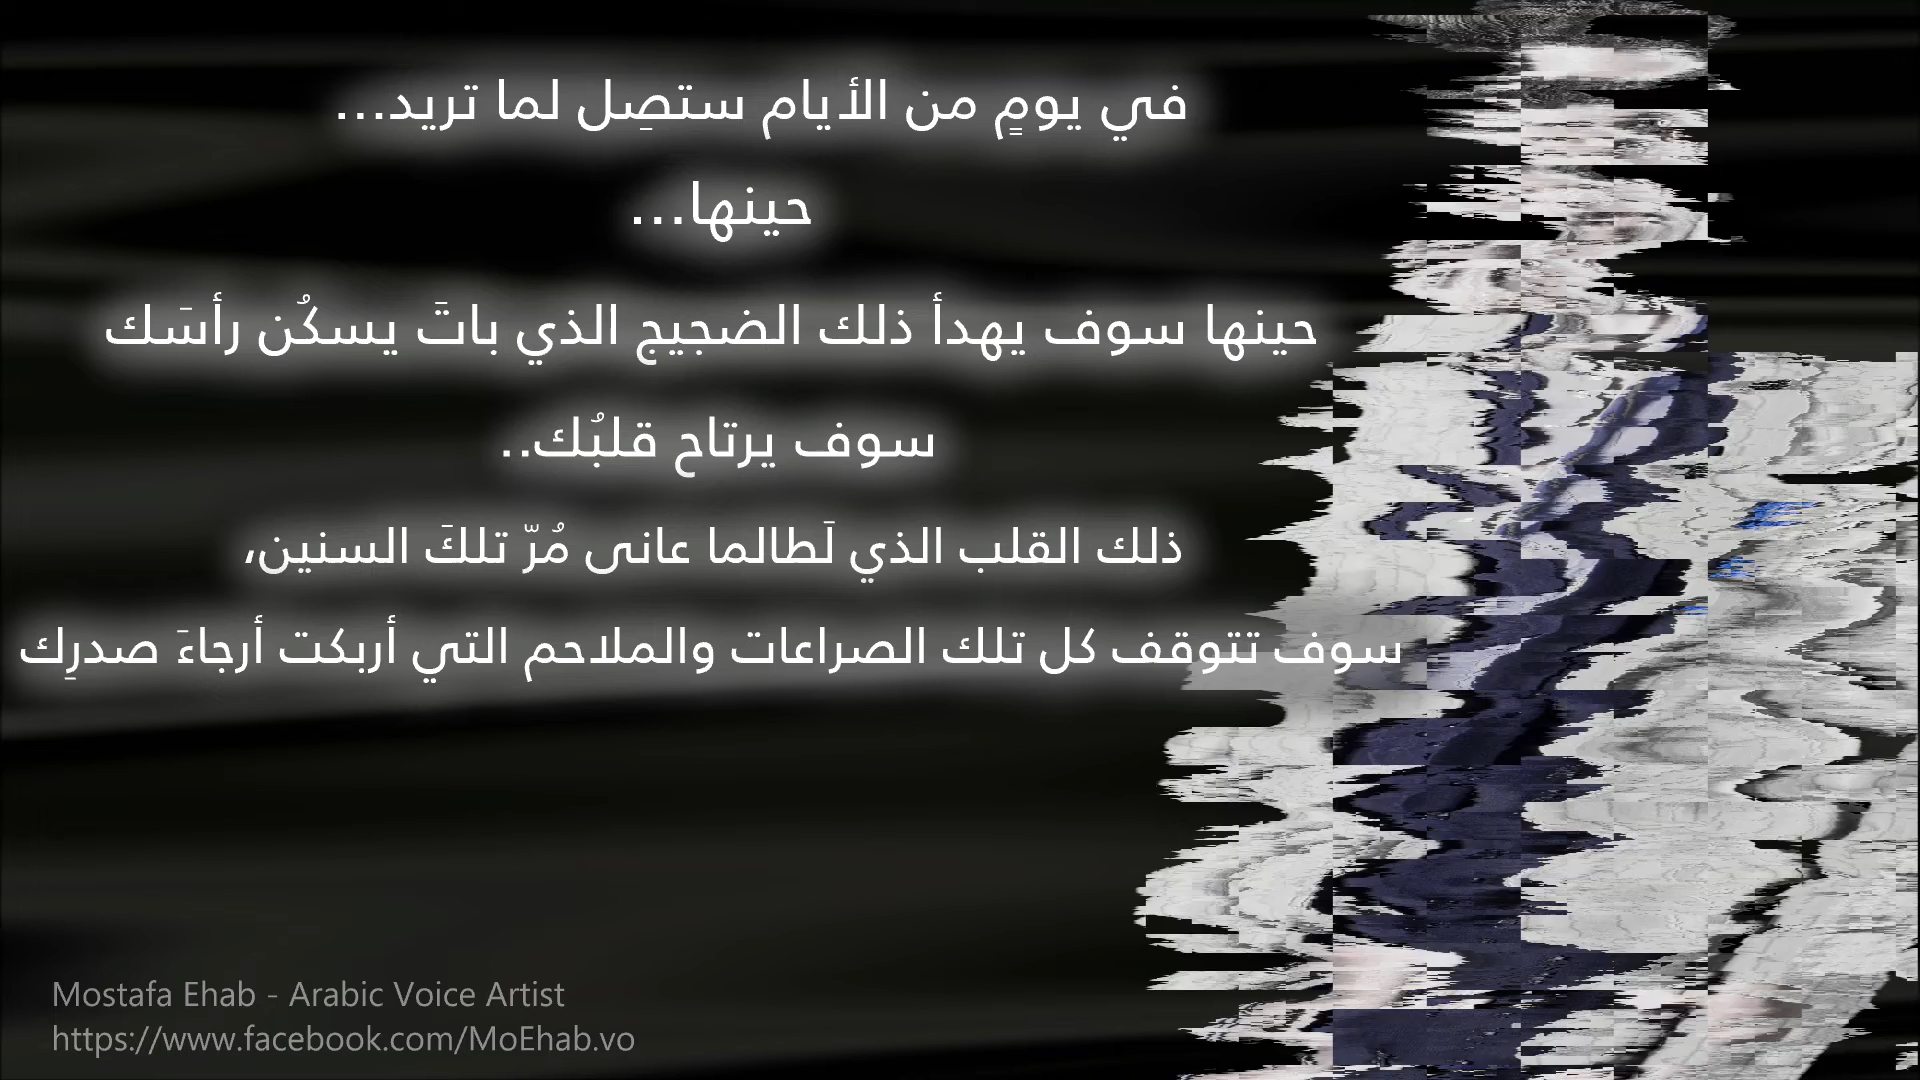 في يومٍ من الأيام ستصِل لما تريد...
حينها...
حينها سوف يهدأ ذلك الضجيج الذي باتَ يسكُن رأسَك
سوف يرتاح قلبُك..
ذلك القلب الذي لَطالما عانى مُرّ تلكَ السنين،
سوف تتوقف كل تلك الصراعات والملاحم التي أربكت أرجاءَ صدرِك
Mostafa Ehab - Arabic Voice Artist
https://www.facebook.com/MoEhab.vo